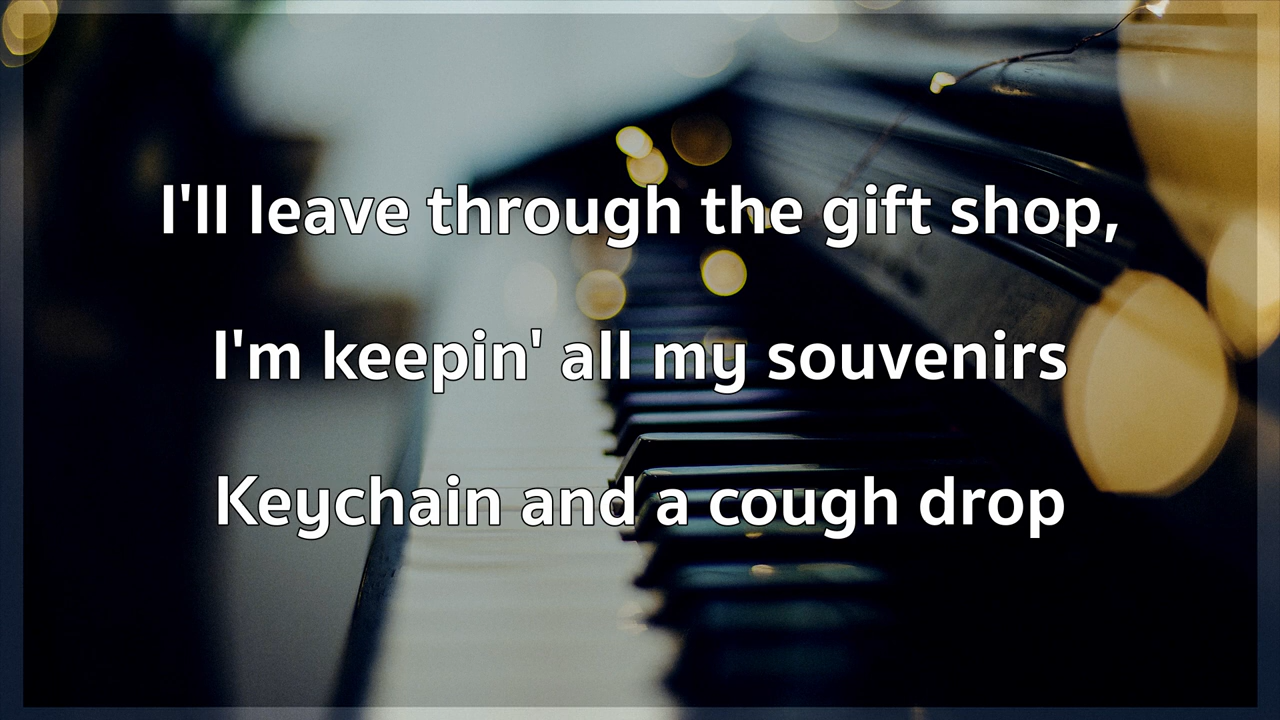 I'll leave through the gift shop,
I'm keepin' all my souvenirs
Keychain and a cough drop